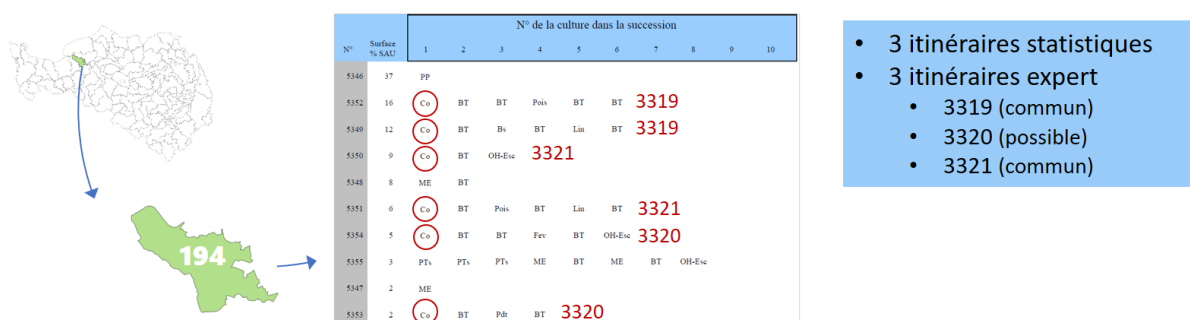 194
N° de la culture dans la succession
N° Surface % SAU 1 2 3 4 5 6 7 8 9 10
5346 37 PP
5352 16 Co BT BT Pois BT BT 3319
5349 12 Co BT Bs BT Lin BT 3319
5350 9 Co BT OH-Esc 3321
5348 8 ME BT
5351 6 Co BT Pois BT Lin BT 3321
5354 5 Co BT BT Fev BT OH-Esc 3320
5355 3 PTs PTs PTs ME BT ME BT OH-Esc
5347 2 ME
5353 2 Co BT Pdt BT 3320
• 3 itinéraires statistiques
• 3 itinéraires expert
• 3319 (commun)
• 3320 (possible)
• 3321 (commun)